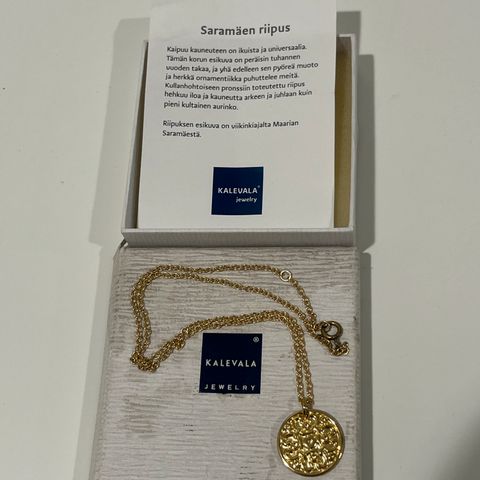 Saramäen riipus
Kaipuu kauneuteen on ikuista ja universaalia.
Tämän korun esikuva on peräisin tuhannen
vuoden takaa, ja yhä edelleen sen pyöreä muoto
ja herkkä ornamentiikka puhuttelee meitä.
Kullanhohtoiseen pronssiin toteutettu riipus
hehkuu iloa ja kauneutta arkeen ja juhlaan kuin
pieni kultainen aurinko.
Riipuksen esikuva on viikinkiajalta Maarian
Saramäestä.
KALEVALA®
jewelry
®
KALEVALA
JEWELRY